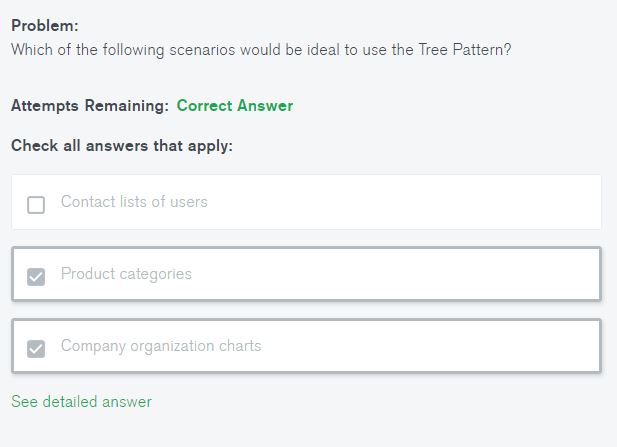 Problem:
Which of the following scenarios would be ideal to use the Tree Pattern?
Attempts Remaining: Correct Answer
Check all answers that apply:
Contact lists of users
Product categories
Company organization charts
See detailed answer